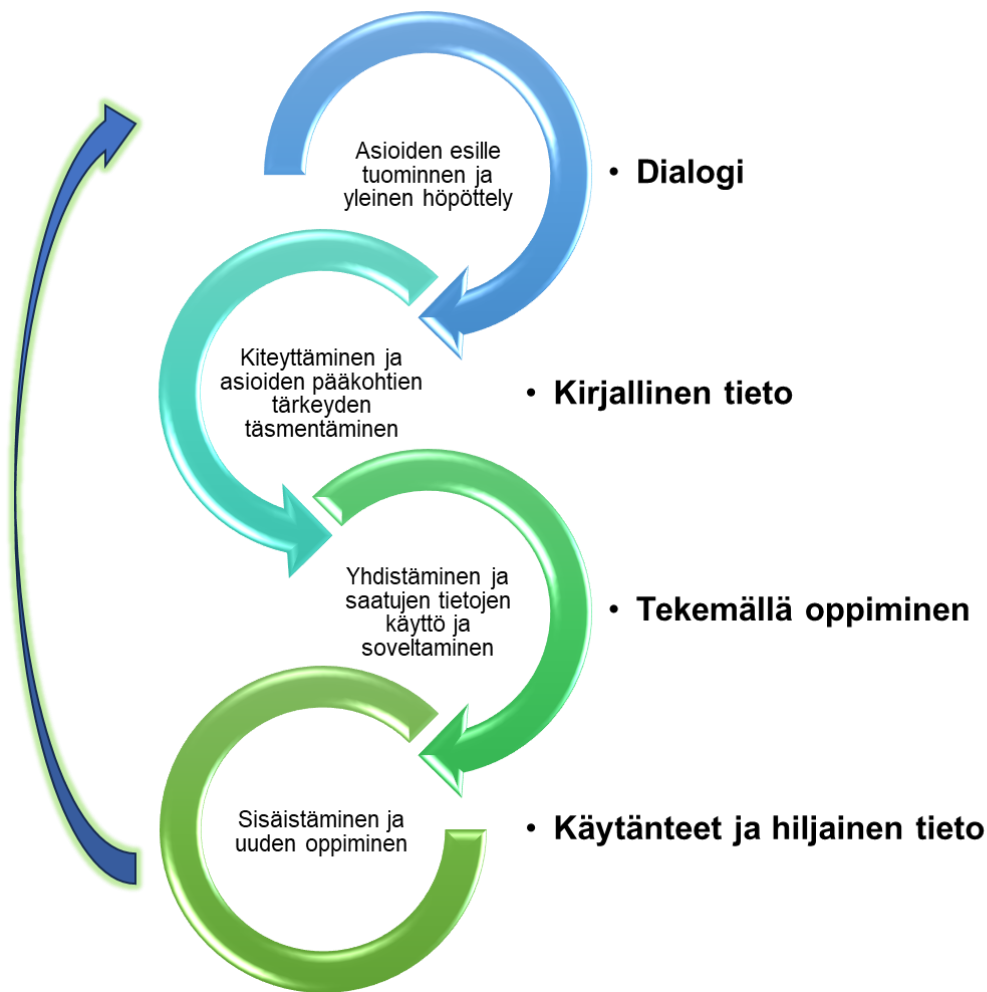 Asioiden esille
tuominnen ja
yleinen höpöttely
• Dialogi
Kiteyttäminen ja
asioiden pääkohtien
tärkeyden
täsmentäminen
• Kirjallinen tieto
Yhdistäminen ja
saatujen tietojen
käyttö ja
soveltaminen
• Tekemällä oppiminen
Sisäistäminen ja
uuden oppiminen
• Käytänteet ja hiljainen tieto